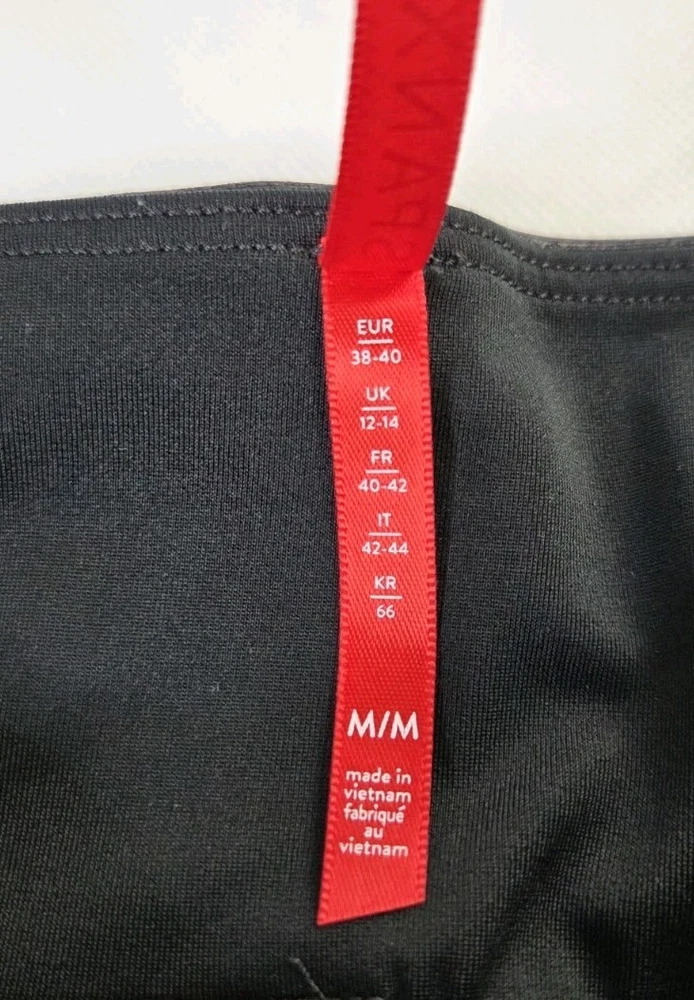 SPANX
EUR
38-40
UK
12-14
FR
40-42
IT
42-44
KR
66
M/M
made in
vietnam
fabriqué
au
vietnam